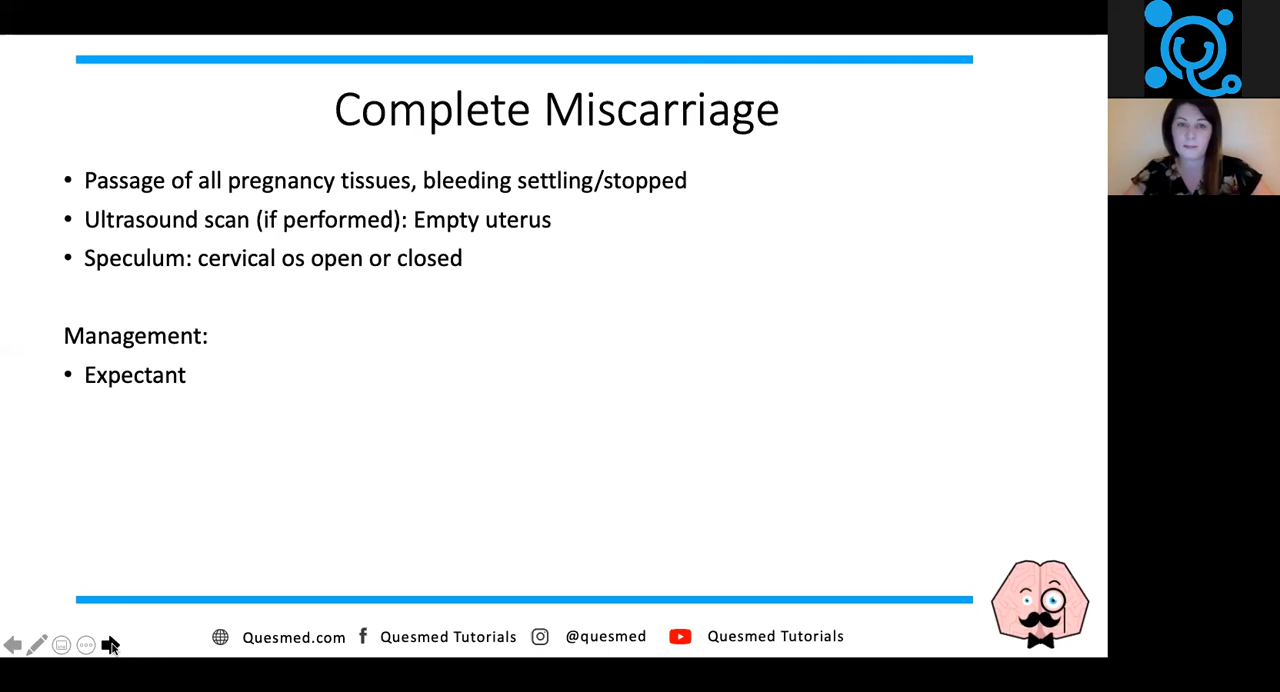 Complete Miscarriage
• Passage of all pregnancy tissues, bleeding settling/stopped
• Ultrasound scan (if performed): Empty uterus
• Speculum: cervical os open or closed
Management:
• Expectant
Quesmed.com f Quesmed Tutorials @quesmed Quesmed Tutorials